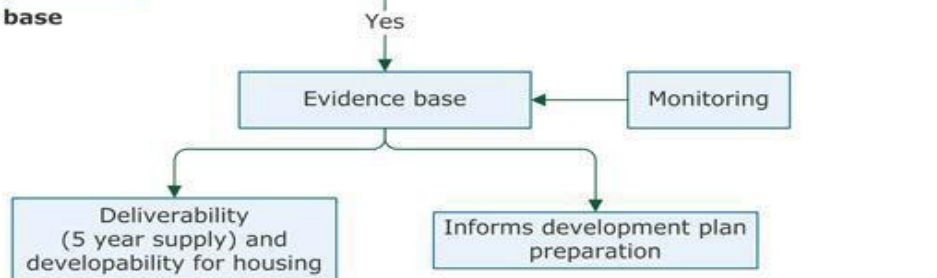 base
Yes
Evidence base
Monitoring
Deliverability
(5 year supply) and
developability for housing
Informs development plan
preparation